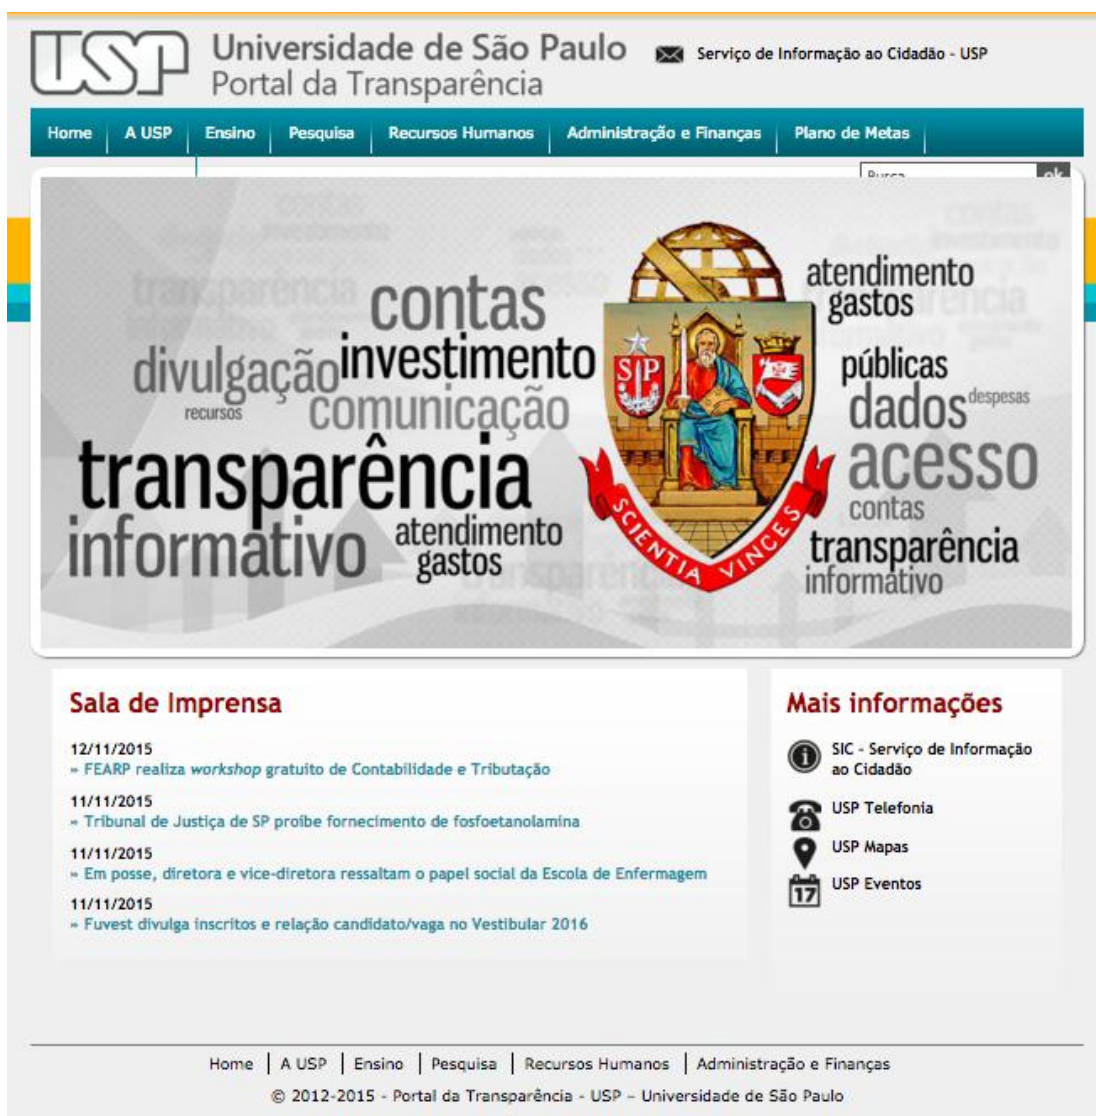 USP
Universidade de São Paulo
Portal da Transparência
Serviço de Informação ao Cidadão - USP
Home
A USP
Ensino
Pesquisa
Recursos Humanos
Administração e Finanças
Plano de Metas
Busca
ok
contas
divulgação
investimento
recursos
comunicação
transparência
informativo
atendimento
gastos
SP
SCIENTIA VINCES
atendimento
gastos
públicas
dados
despesas
acesso
contas
transparência
informativo
Sala de Imprensa
12/11/2015
» FEARP realiza workshop gratuito de Contabilidade e Tributação
11/11/2015
» Tribunal de Justiça de SP proíbe fornecimento de fosfoetanolamina
11/11/2015
» Em posse, diretora e vice-diretora ressaltam o papel social da Escola de Enfermagem
11/11/2015
» Fuvest divulga inscritos e relação candidato/vaga no Vestibular 2016
Mais informações
SIC - Serviço de Informação
ao Cidadão
USP Telefonia
USP Mapas
17
USP Eventos
Home | A USP | Ensino | Pesquisa | Recursos Humanos | Administração e Finanças
© 2012-2015 - Portal da Transparência - USP – Universidade de São Paulo